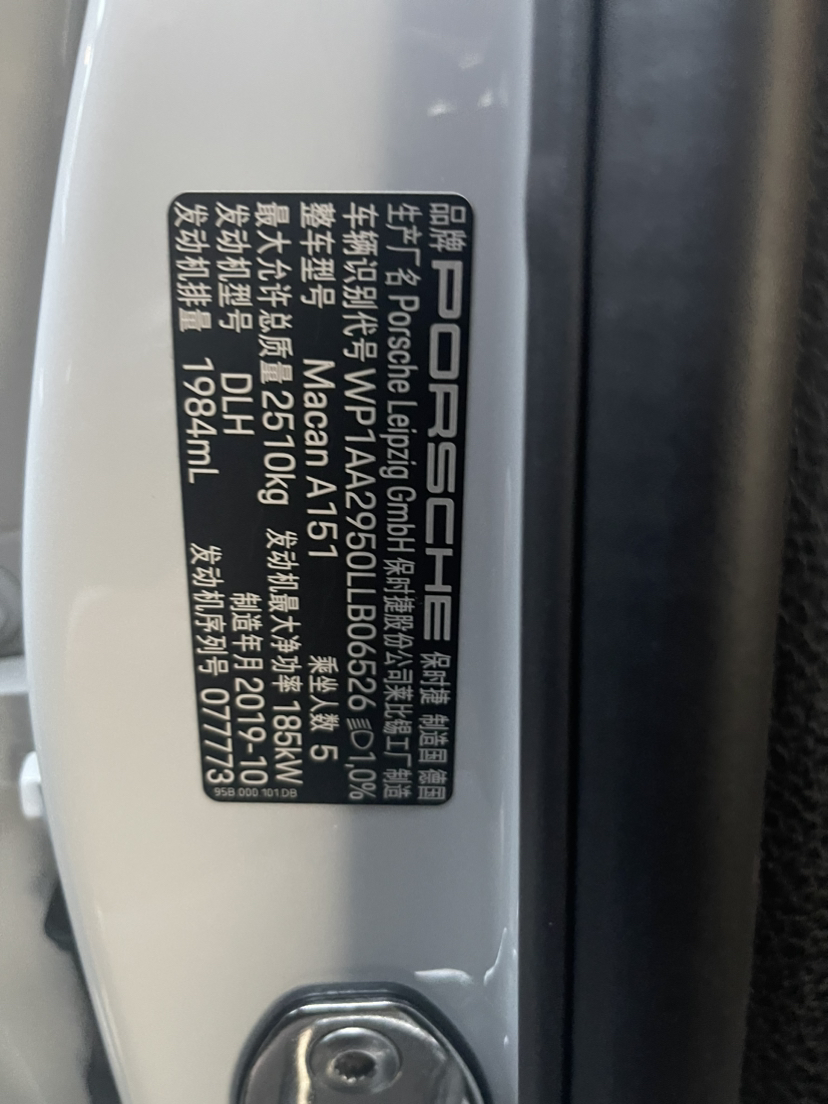 品牌 PORSCHE 保时捷 制造国 德国
生产厂名 Porsche Leipzig GmbH 保时捷股份公司莱比锡工厂制造
车辆识别代号 WP1AA2950LLB06526 1,0%
整车型号 Macan A151 乘坐人数 5
最大允许总质量 2510kg 发动机最大净功率 185kW
发动机型号 DLH 制造年月 2019-10
发动机排量 1984mL 发动机序列号 077773
95B.000.101.DB